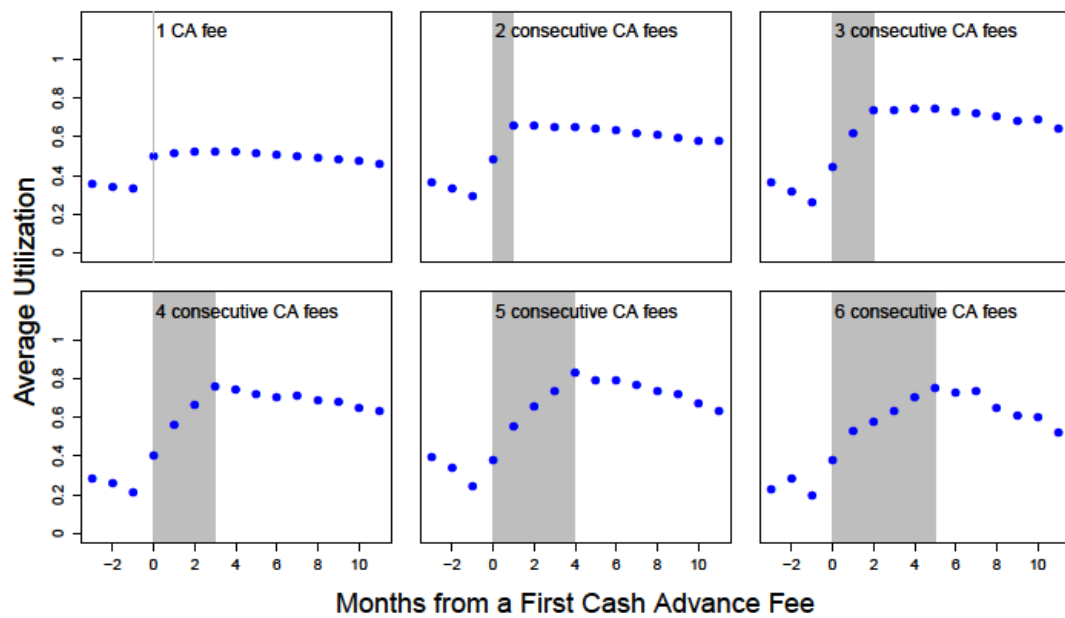 1 CA fee
2 consecutive CA fees
3 consecutive CA fees
0 0.2 0.4 0.6 0.8 1
4 consecutive CA fees
5 consecutive CA fees
6 consecutive CA fees
0 0.2 0.4 0.6 0.8 1
Average Utilization
−2 0 2 4 6 8 10
−2 0 2 4 6 8 10
−2 0 2 4 6 8 10
Months from a First Cash Advance Fee